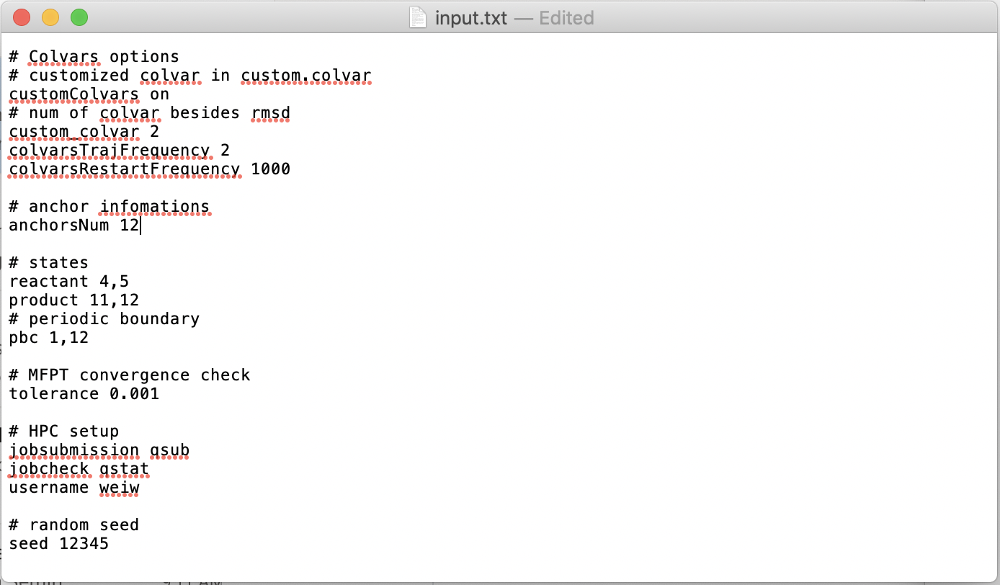 input.txt — Edited
# Colvars options
# customized colvar in custom.colvar
customColvars on
# num of colvar besides rmsd
custom_colvar 2
colvarsTrajFrequency 2
colvarsRestartFrequency 1000
# anchor infomations
anchorsNum 12
# states
reactant 4,5
product 11,12
# periodic boundary
pbc 1,12
# MFPT convergence check
tolerance 0.001
# HPC setup
jobsubmission qsub
jobcheck qstat
username weiw
# random seed
seed 12345